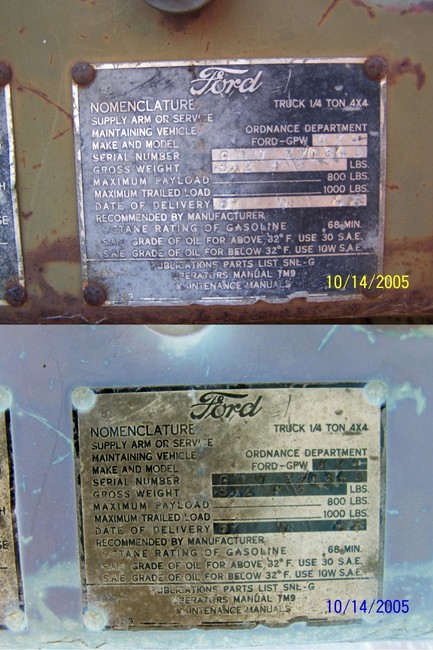 Ford
NOMENCLATURE TRUCK 1/4 TON 4X4
SUPPLY ARM OR SERVICE
MAINTAINING VEHICLE ORDNANCE DEPARTMENT
MAKE AND MODEL FORD-GPW
SERIAL NUMBER
GROSS WEIGHT LBS.
MAXIMUM PAYLOAD 800 LBS.
MAXIMUM TRAILED LOAD 1000 LBS.
DATE OF DELIVERY
RECOMMENDED BY MANUFACTURER
OCTANE RATING OF GASOLINE 68 MIN.
S.A.E. GRADE OF OIL FOR ABOVE 32° F. USE 30 S.A.E.
S.A.E. GRADE OF OIL FOR BELOW 32° F. USE 10W S.A.E.
PUBLICATIONS PARTS LIST SNL-G
OPERATORS MANUAL TM9
MAINTENANCE MANUALS
10/14/2005
Ford
NOMENCLATURE TRUCK 1/4 TON 4X4
SUPPLY ARM OR SERVICE
MAINTAINING VEHICLE ORDNANCE DEPARTMENT
MAKE AND MODEL FORD-GPW
SERIAL NUMBER
GROSS WEIGHT LBS.
MAXIMUM PAYLOAD 800 LBS.
MAXIMUM TRAILED LOAD 1000 LBS.
DATE OF DELIVERY
RECOMMENDED BY MANUFACTURER
OCTANE RATING OF GASOLINE 68 MIN.
S.A.E. GRADE OF OIL FOR ABOVE 32° F. USE 30 S.A.E.
S.A.E. GRADE OF OIL FOR BELOW 32° F. USE 10W S.A.E.
PUBLICATIONS PARTS LIST SNL-G
OPERATORS MANUAL TM9
MAINTENANCE MANUALS
10/14/2005